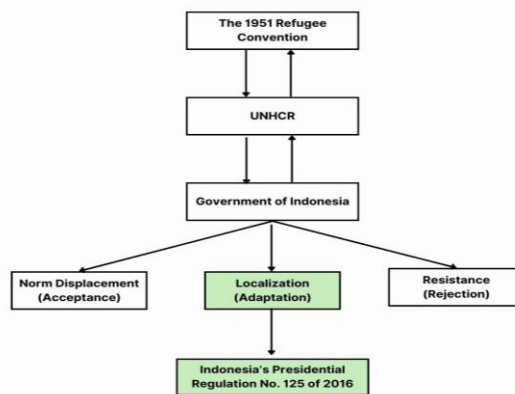 The 1951 Refugee
Convention
UNHCR
Government of Indonesia
Norm Displacement
(Acceptance)
Localization
(Adaptation)
Resistance
(Rejection)
Indonesia's Presidential
Regulation No. 125 of 2016